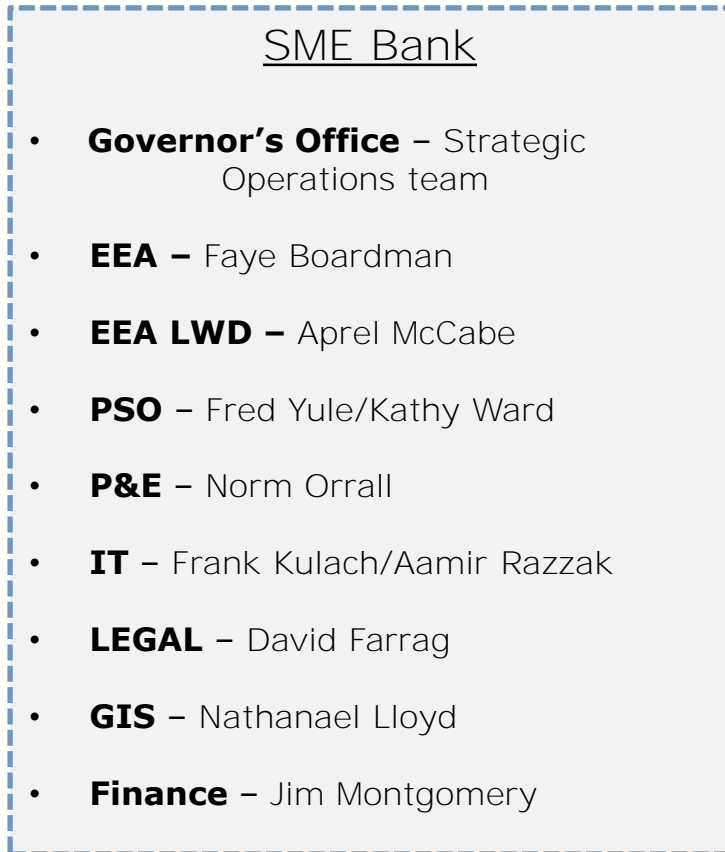 SME Bank
• Governor’s Office – Strategic
Operations team
• EEA – Faye Boardman
• EEA LWD – Aprel McCabe
• PSO – Fred Yule/Kathy Ward
• P&E – Norm Orrall
• IT – Frank Kulach/Aamir Razzak
• LEGAL – David Farrag
• GIS – Nathanael Lloyd
• Finance – Jim Montgomery